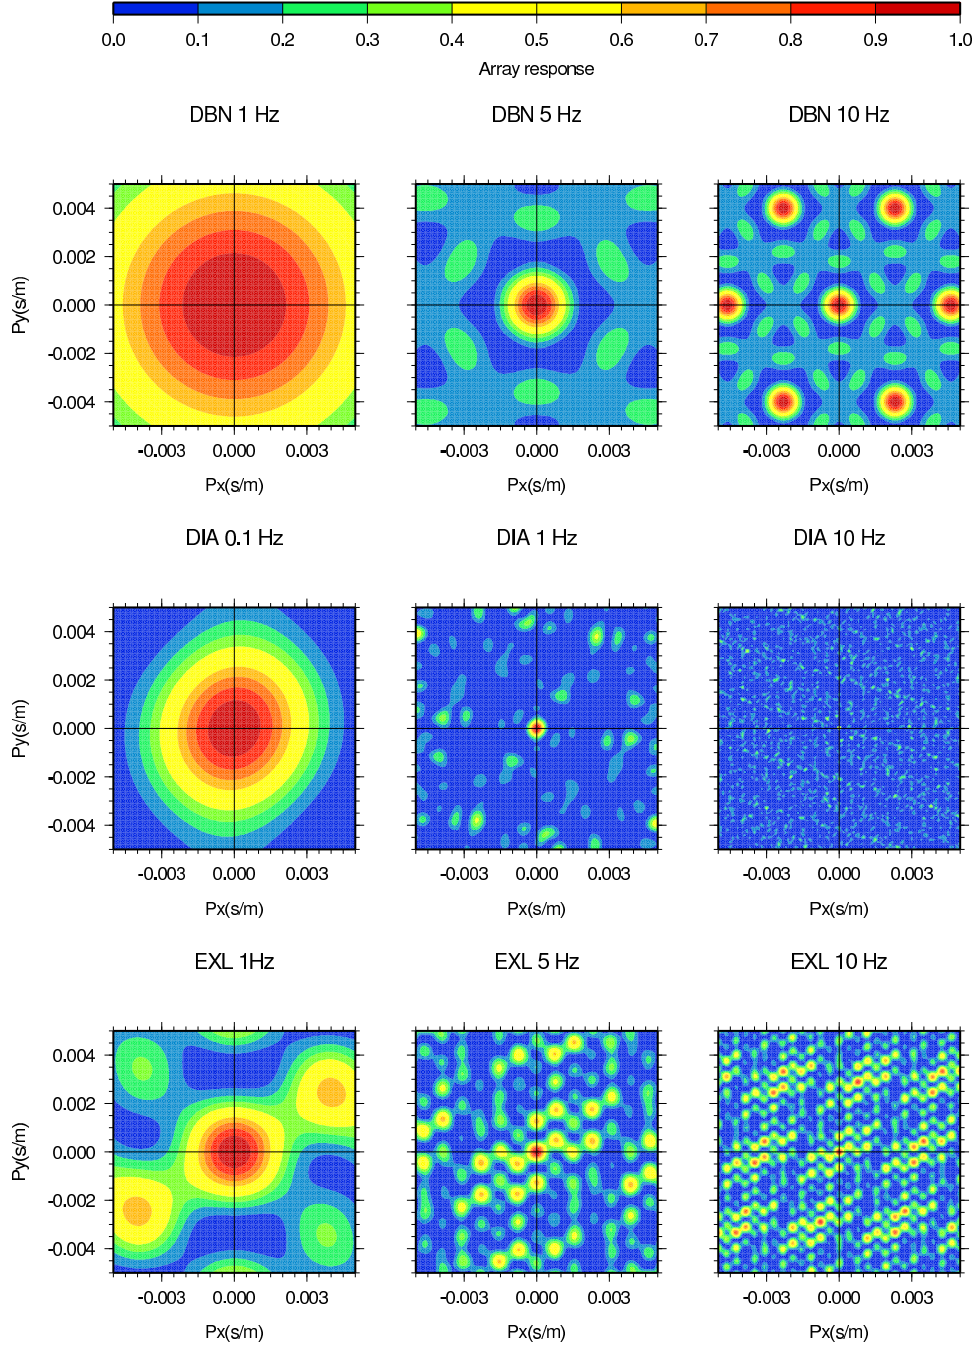 0.0 0.1 0.2 0.3 0.4 0.5 0.6 0.7 0.8 0.9 1.0
Array response
DBN 1 Hz DBN 5 Hz DBN 10 Hz
0.004
0.002
0.000
-0.002
-0.004
Py(s/m)
-0.003 0.000 0.003 -0.003 0.000 0.003 -0.003 0.000 0.003
Px(s/m) Px(s/m) Px(s/m)
DIA 0.1 Hz DIA 1 Hz DIA 10 Hz
0.004
0.002
0.000
-0.002
-0.004
Py(s/m)
-0.003 0.000 0.003 -0.003 0.000 0.003 -0.003 0.000 0.003
Px(s/m) Px(s/m) Px(s/m)
EXL 1Hz EXL 5 Hz EXL 10 Hz
0.004
0.002
0.000
-0.002
-0.004
Py(s/m)
-0.003 0.000 0.003 -0.003 0.000 0.003 -0.003 0.000 0.003
Px(s/m) Px(s/m) Px(s/m)